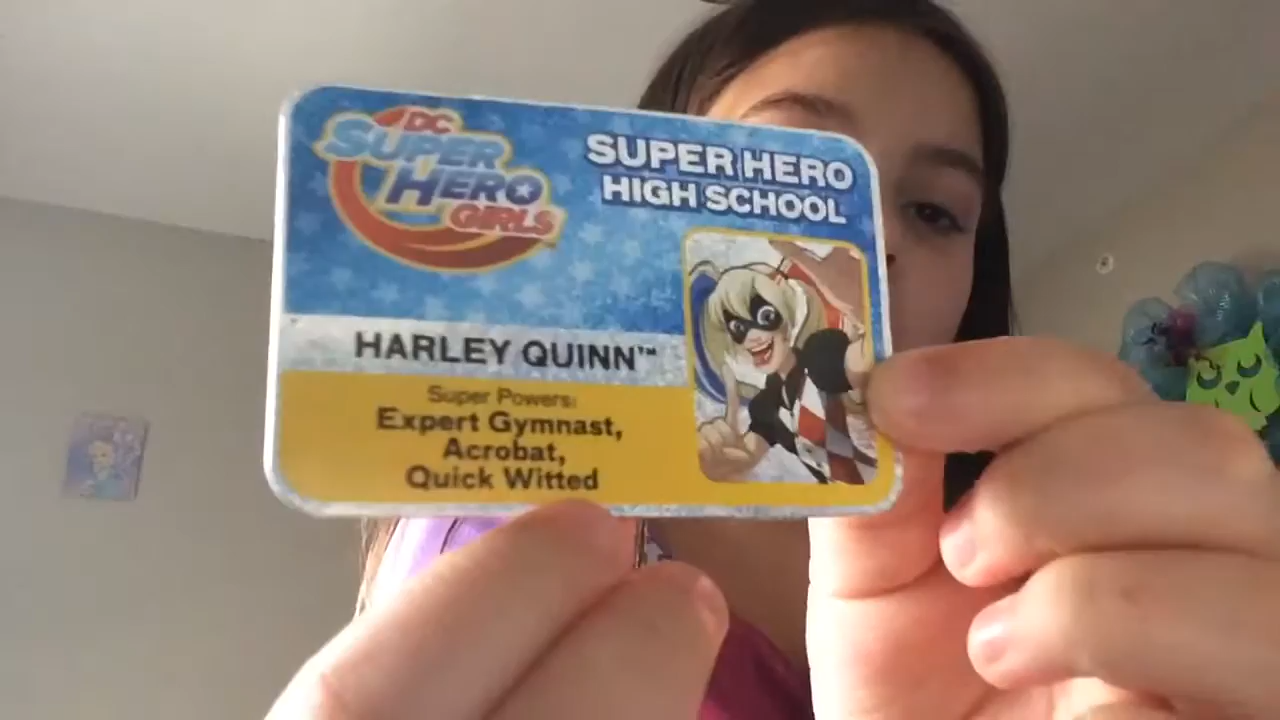 DC
SUPER
HERO
GIRLS
SUPER HERO
HIGH SCHOOL
HARLEY QUINN™
Super Powers:
Expert Gymnast,
Acrobat,
Quick Witted